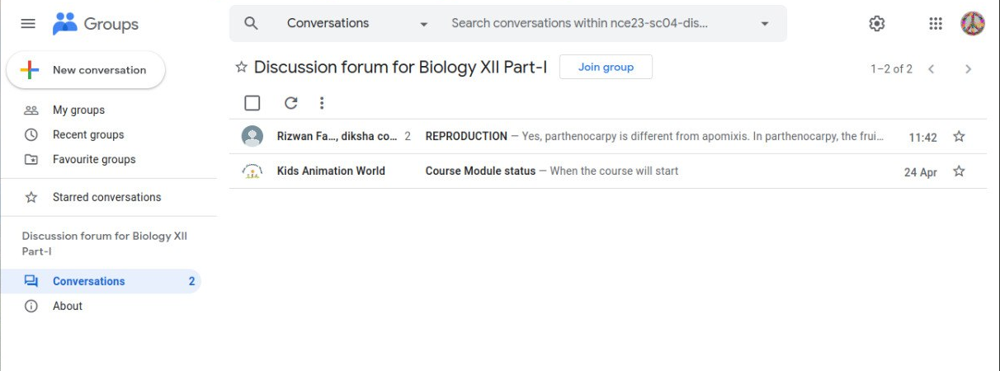 Groups
Conversations
Search conversations within nce23-sc04-dis...
New conversation
My groups
Recent groups
Favourite groups
Starred conversations
Discussion forum for Biology XII
Part-I
Conversations 2
About
Discussion forum for Biology XII Part-I
Join group
1–2 of 2
Rizwan Fa..., diksha co... 2 REPRODUCTION — Yes, parthenocarpy is different from apomixis. In parthenocarpy, the frui... 11:42
Kids Animation World Course Module status — When the course will start 24 Apr